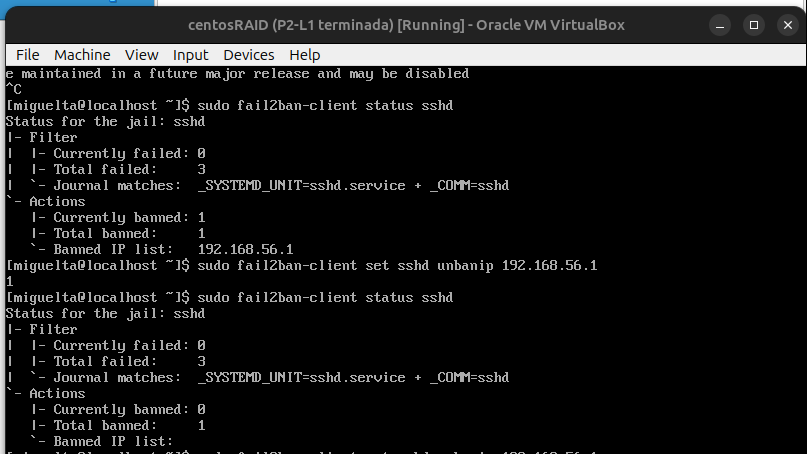 centosRAID (P2-L1 terminada) [Running] - Oracle VM VirtualBox
File Machine View Input Devices Help
e maintained in a future major release and may be disabled
^C
[miguelta@localhost ~]$ sudo fail2ban-client status sshd
Status for the jail: sshd
|- Filter
|  |- Currently failed: 0
|  |- Total failed:     3
|  `- Journal matches:  _SYSTEMD_UNIT=sshd.service + _COMM=sshd
`- Actions
   |- Currently banned: 1
   |- Total banned:     1
   `- Banned IP list:   192.168.56.1
[miguelta@localhost ~]$ sudo fail2ban-client set sshd unbanip 192.168.56.1
1
[miguelta@localhost ~]$ sudo fail2ban-client status sshd
Status for the jail: sshd
|- Filter
|  |- Currently failed: 0
|  |- Total failed:     3
|  `- Journal matches:  _SYSTEMD_UNIT=sshd.service + _COMM=sshd
`- Actions
   |- Currently banned: 0
   |- Total banned:     1
   `- Banned IP list: